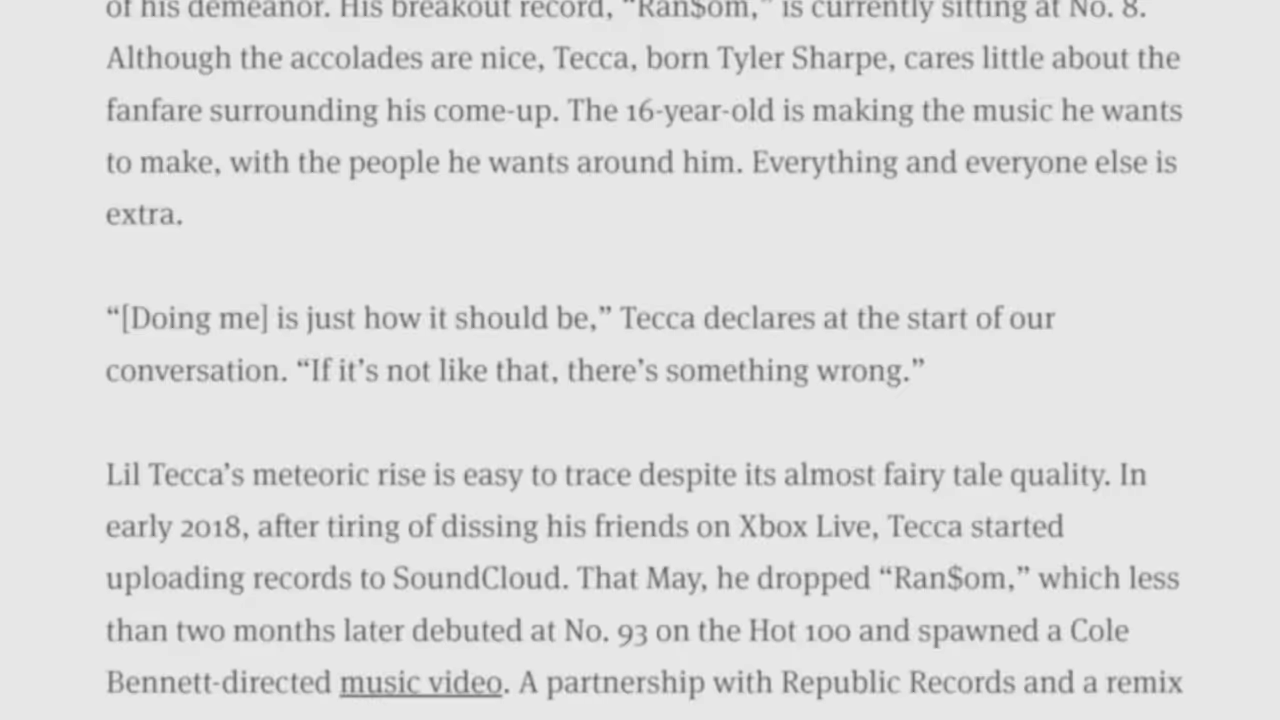 of his demeanor. His breakout record, “Ran$om,” is currently sitting at No. 8.
Although the accolades are nice, Tecca, born Tyler Sharpe, cares little about the
fanfare surrounding his come-up. The 16-year-old is making the music he wants
to make, with the people he wants around him. Everything and everyone else is
extra.
“[Doing me] is just how it should be,” Tecca declares at the start of our
conversation. “If it’s not like that, there’s something wrong.”
Lil Tecca’s meteoric rise is easy to trace despite its almost fairy tale quality. In
early 2018, after tiring of dissing his friends on Xbox Live, Tecca started
uploading records to SoundCloud. That May, he dropped “Ran$om,” which less
than two months later debuted at No. 93 on the Hot 100 and spawned a Cole
Bennett-directed music video. A partnership with Republic Records and a remix